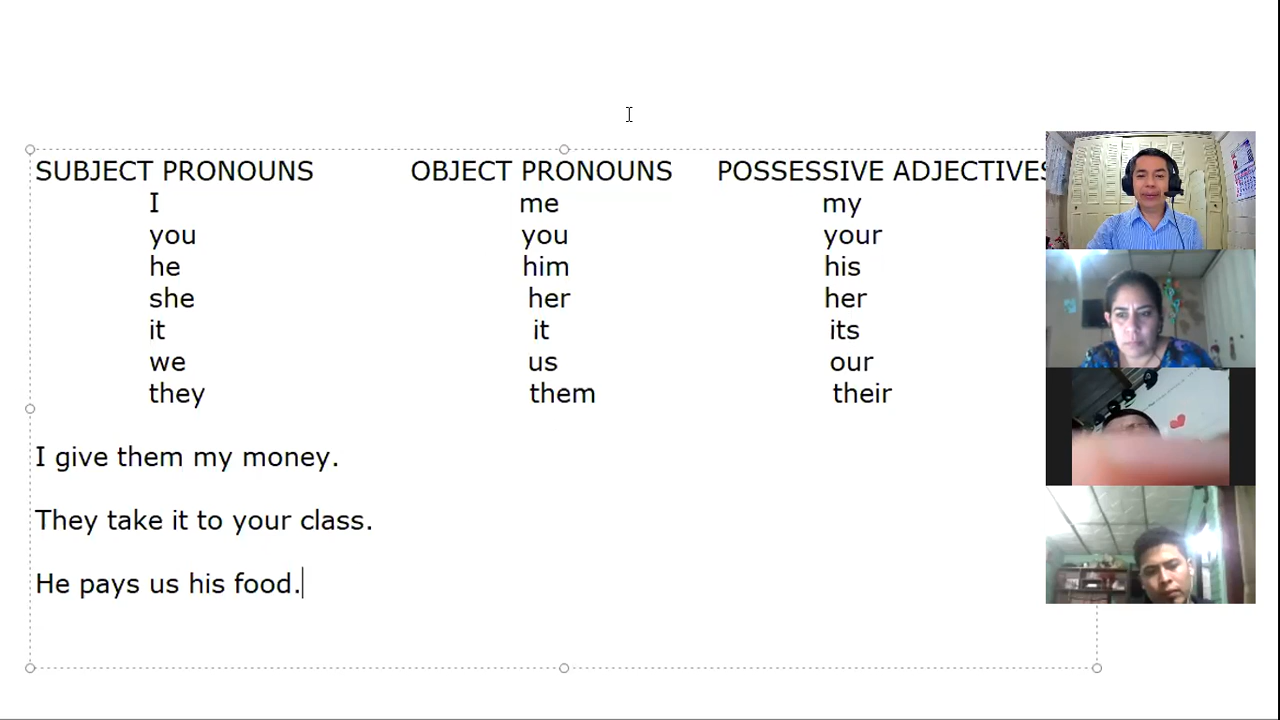 SUBJECT PRONOUNS OBJECT PRONOUNS POSSESSIVE ADJECTIVES
I me my
you you your
he him his
she her her
it it its
we us our
they them their
I give them my money.
They take it to your class.
He pays us his food.